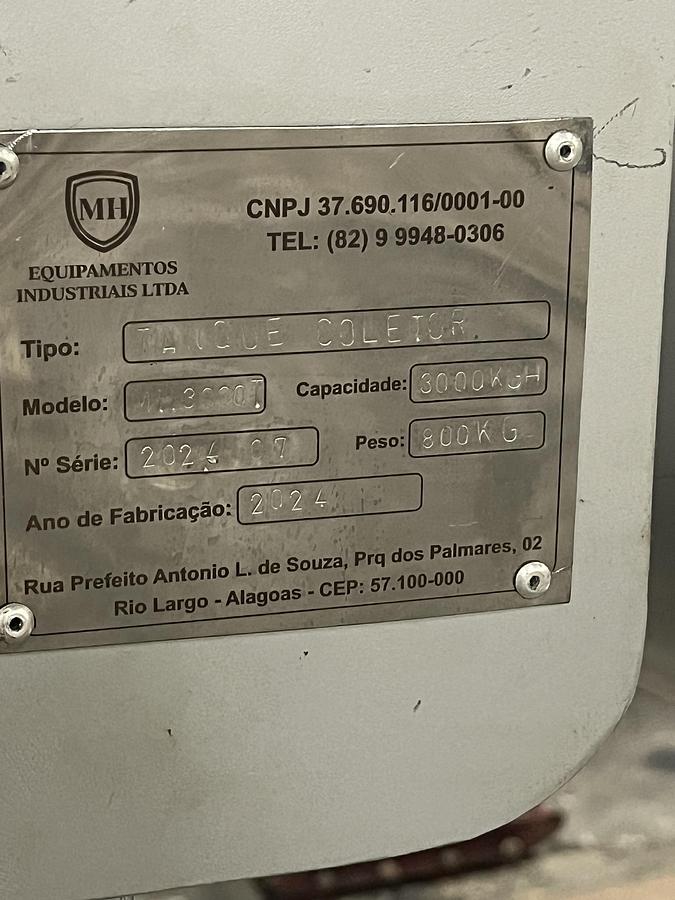 MH
EQUIPAMENTOS
INDUSTRIAIS LTDA
CNPJ 37.690.116/0001-00
TEL: (82) 9 9948-0306
Tipo: TANQUE COLETOR
Modelo:
Capacidade: 3000KGH
Nº Série: 2024 07
Peso: 800KG
Ano de Fabricação: 2024
Rua Prefeito Antonio L. de Souza, Prq dos Palmares, 02
Rio Largo - Alagoas - CEP: 57.100-000